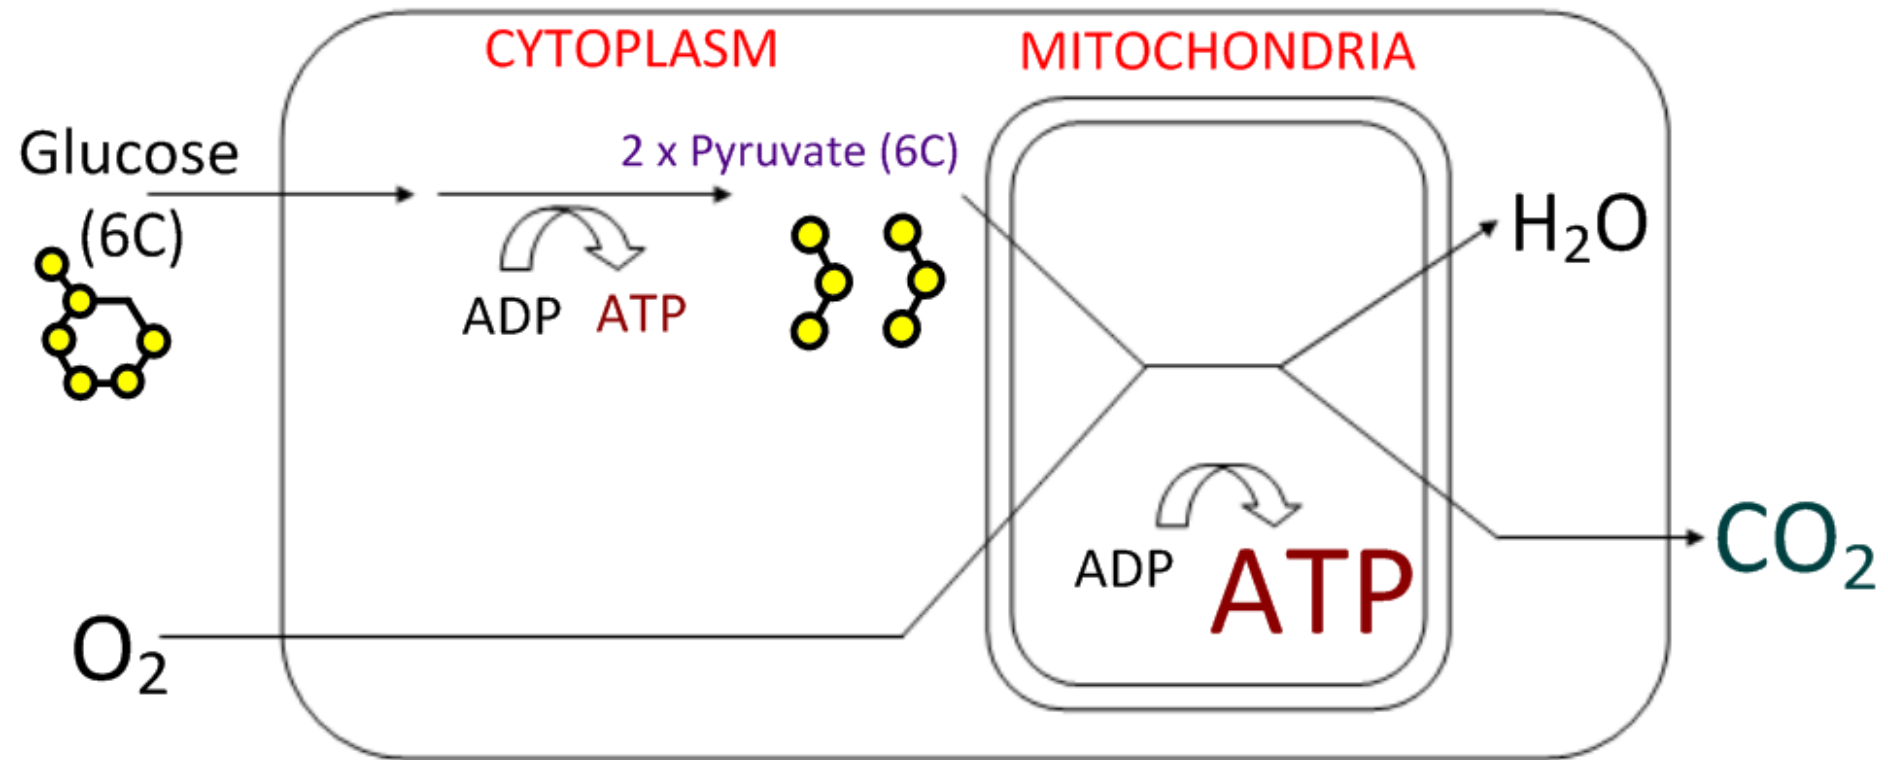 CYTOPLASM
MITOCHONDRIA
Glucose
(6C)
2 x Pyruvate (6C)
ADP ATP
H₂O
ADP ATP
CO₂
O₂